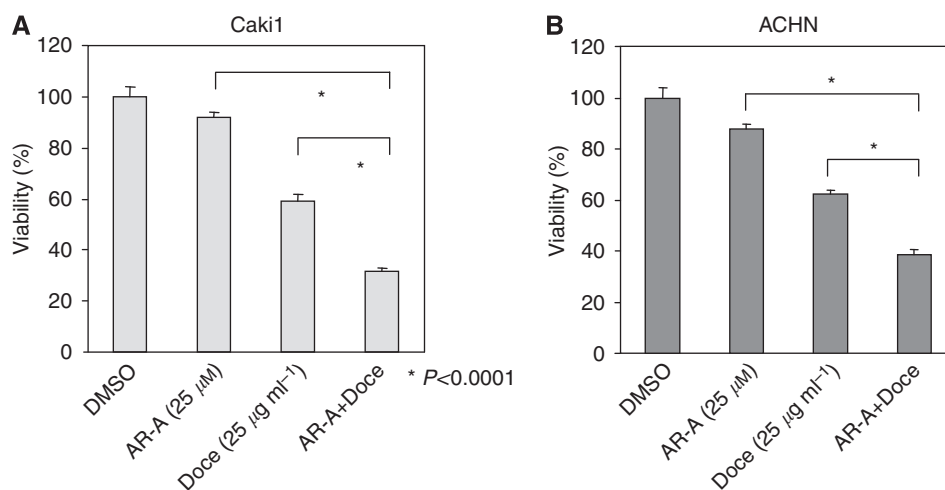 A
Caki1
120
100
80
60
40
20
0
Viability (%)
*
*
DMSO
AR-A (25 μM)
Doce (25 μg ml⁻¹)
AR-A+Doce
* P<0.0001
B
ACHN
120
100
80
60
40
20
0
Viability (%)
*
*
DMSO
AR-A (25 μM)
Doce (25 μg ml⁻¹)
AR-A+Doce